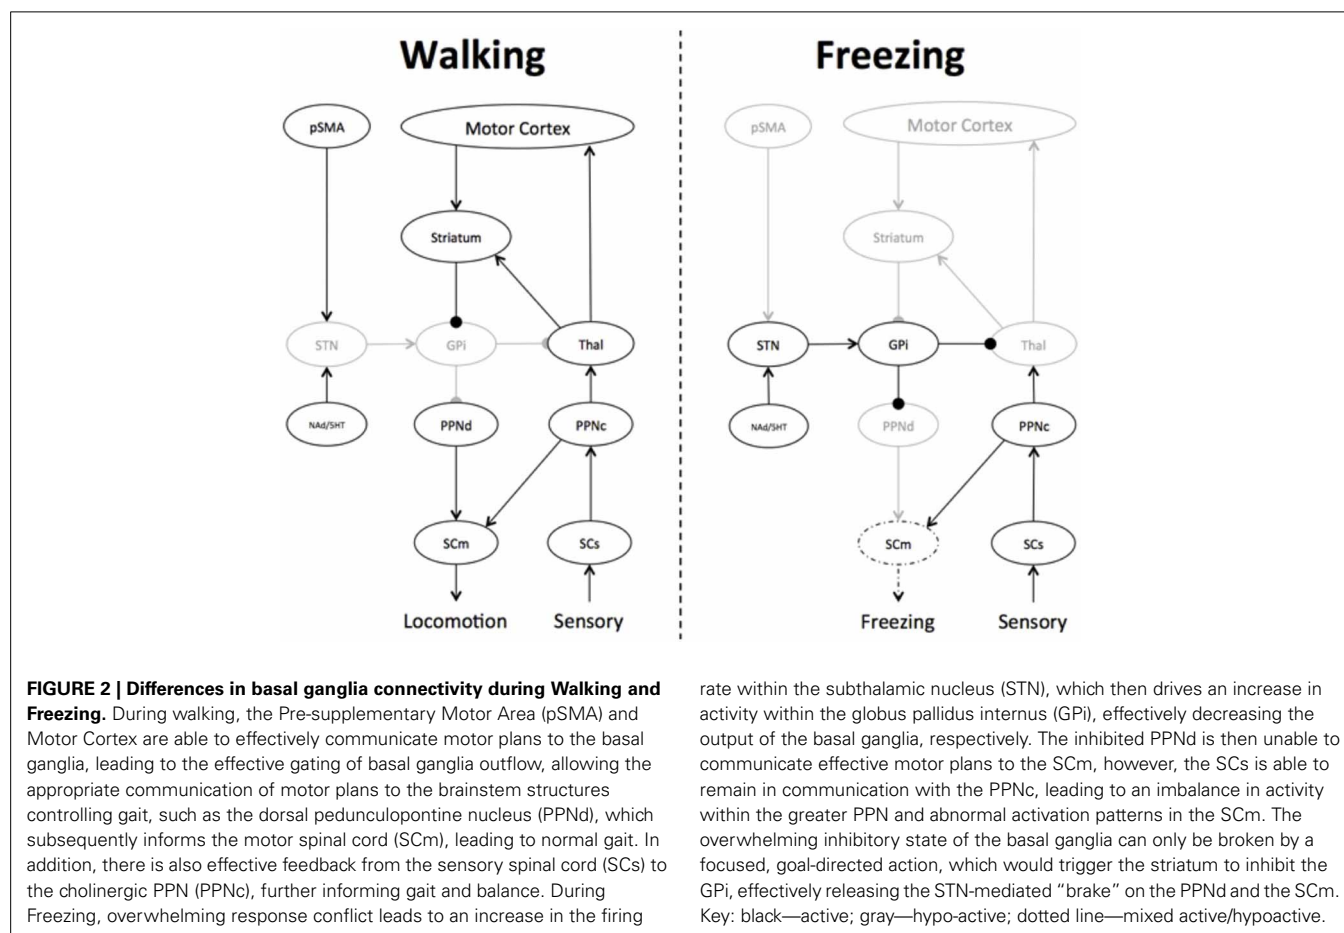 Walking
Freezing
pSMA
Motor Cortex
Striatum
STN
GPi
Thal
NAd/5HT
PPNd
PPNc
SCm
SCs
Locomotion
Sensory
pSMA
Motor Cortex
Striatum
STN
GPi
Thal
NAd/5HT
PPNd
PPNc
SCm
SCs
Freezing
Sensory
FIGURE 2 | Differences in basal ganglia connectivity during Walking and
Freezing. During walking, the Pre-supplementary Motor Area (pSMA) and
Motor Cortex are able to effectively communicate motor plans to the basal
ganglia, leading to the effective gating of basal ganglia outflow, allowing the
appropriate communication of motor plans to the brainstem structures
controlling gait, such as the dorsal pedunculopontine nucleus (PPNd), which
subsequently informs the motor spinal cord (SCm), leading to normal gait. In
addition, there is also effective feedback from the sensory spinal cord (SCs) to
the cholinergic PPN (PPNc), further informing gait and balance. During
Freezing, overwhelming response conflict leads to an increase in the firing
rate within the subthalamic nucleus (STN), which then drives an increase in
activity within the globus pallidus internus (GPi), effectively decreasing the
output of the basal ganglia, respectively. The inhibited PPNd is then unable to
communicate effective motor plans to the SCm, however, the SCs is able to
remain in communication with the PPNc, leading to an imbalance in activity
within the greater PPN and abnormal activation patterns in the SCm. The
overwhelming inhibitory state of the basal ganglia can only be broken by a
focused, goal-directed action, which would trigger the striatum to inhibit the
GPi, effectively releasing the STN-mediated "brake" on the PPNd and the SCm.
Key: black—active; gray—hypo-active; dotted line—mixed active/hypoactive.